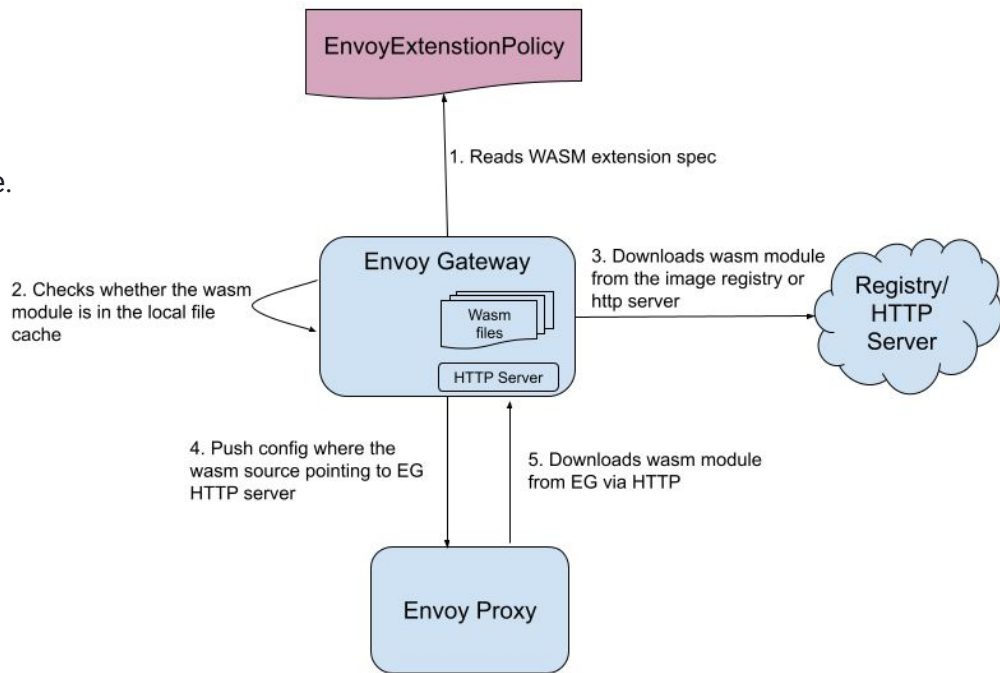 EnvoyExtenstionPolicy
1. Reads WASM extension spec
e.
Envoy Gateway
2. Checks whether the wasm
module is in the local file
cache
Wasm
files
HTTP Server
3. Downloads wasm module
from the image registry or
http server
Registry/
HTTP
Server
4. Push config where the
wasm source pointing to EG
HTTP server
5. Downloads wasm module
from EG via HTTP
Envoy Proxy